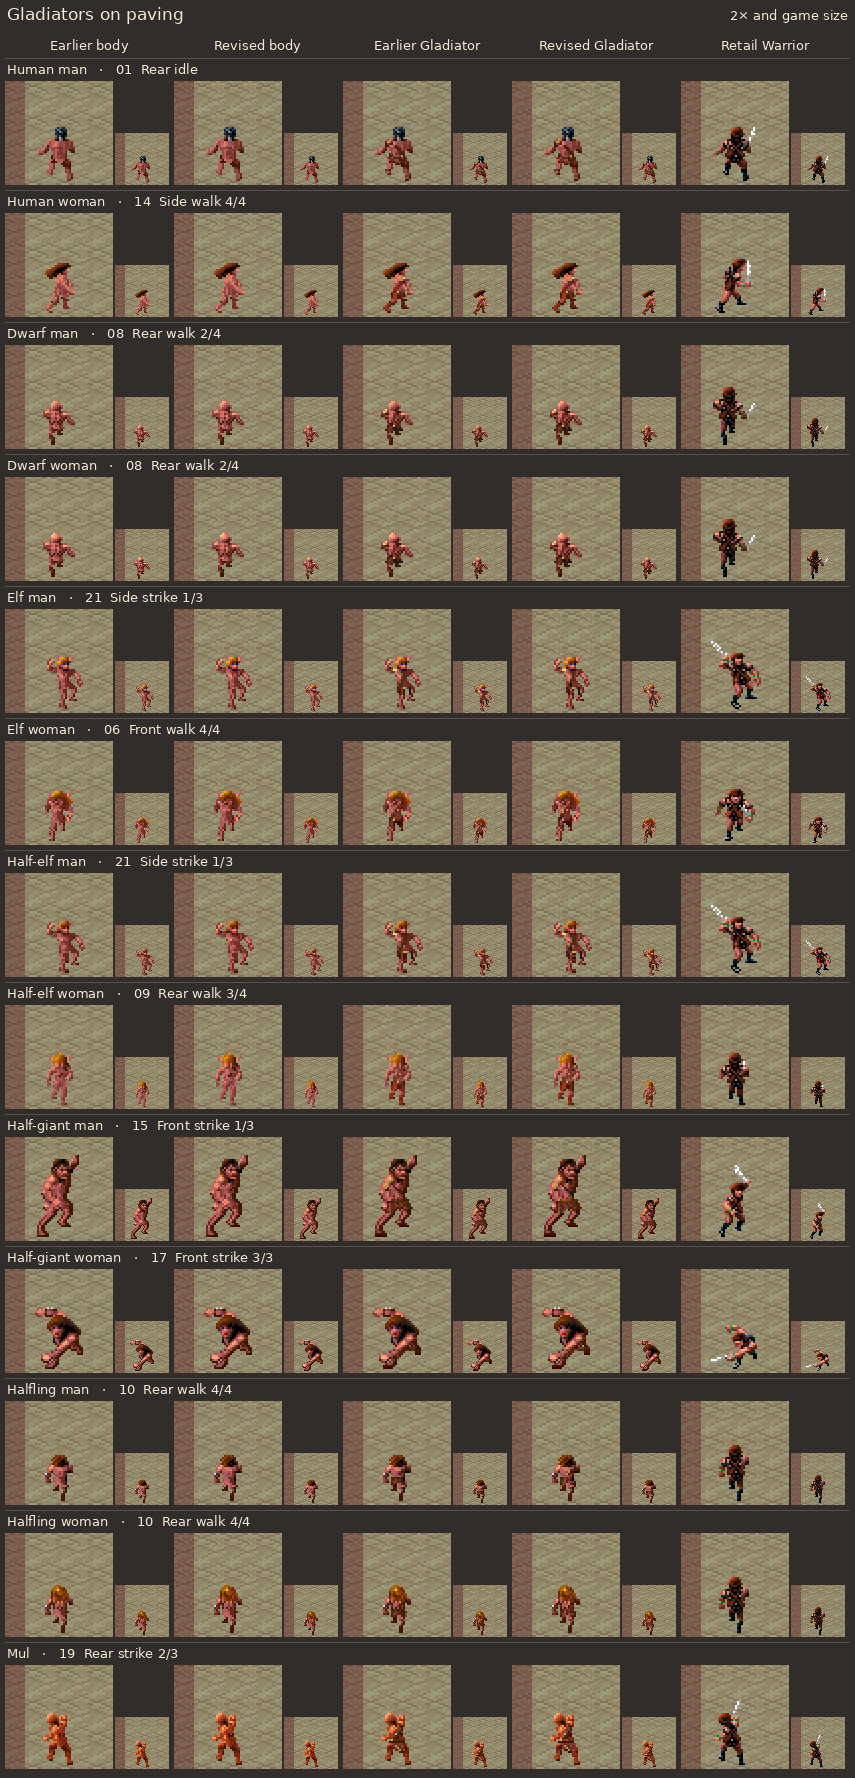 Gladiators on paving
2× and game size
Earlier body
Revised body
Earlier Gladiator
Revised Gladiator
Retail Warrior
Human man · 01 Rear idle
Human woman · 14 Side walk 4/4
Dwarf man · 08 Rear walk 2/4
Dwarf woman · 08 Rear walk 2/4
Elf man · 21 Side strike 1/3
Elf woman · 06 Front walk 4/4
Half-elf man · 21 Side strike 1/3
Half-elf woman · 09 Rear walk 3/4
Half-giant man · 15 Front strike 1/3
Half-giant woman · 17 Front strike 3/3
Halfling man · 10 Rear walk 4/4
Halfling woman · 10 Rear walk 4/4
Mul · 19 Rear strike 2/3